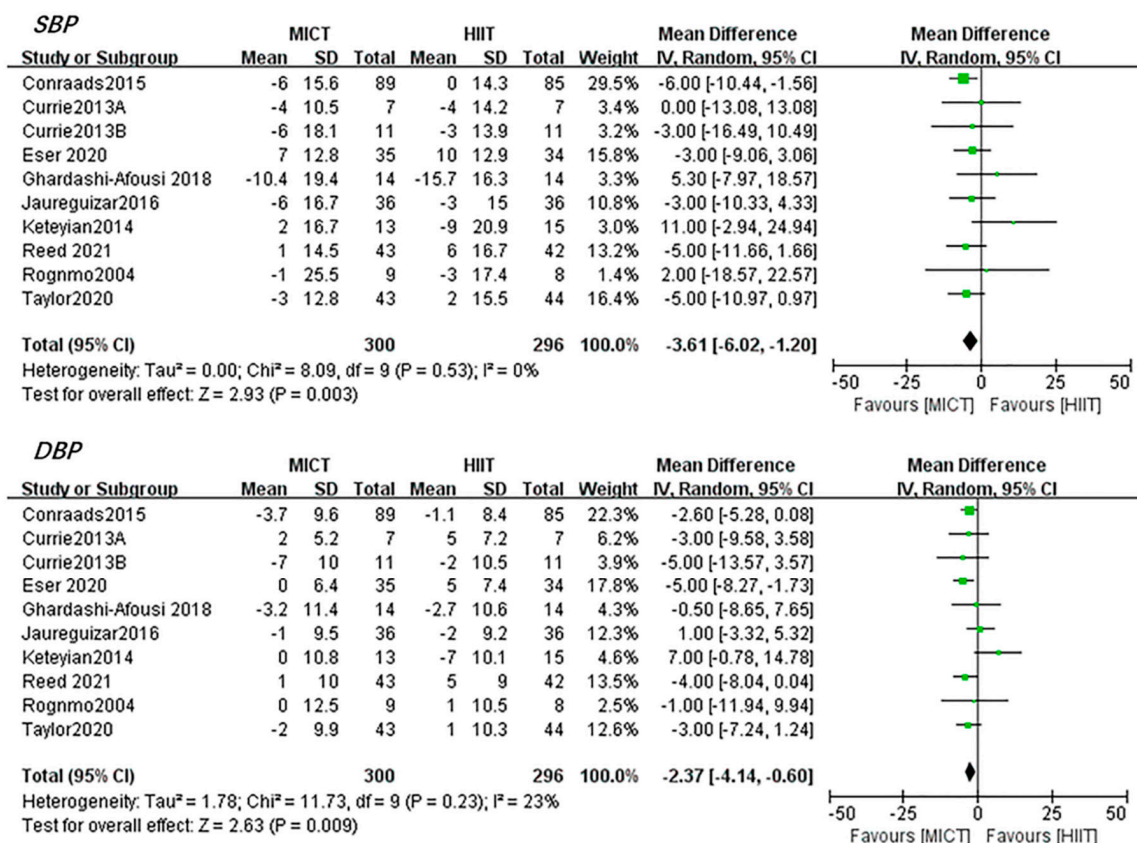 SBP
MICT HIIT Mean Difference Mean Difference
Study or Subgroup Mean SD Total Mean SD Total Weight IV, Random, 95% CI IV, Random, 95% CI
Conraads2015 -6 15.6 89 0 14.3 85 29.5% -6.00 [-10.44, -1.56]
Currie2013A -4 10.5 7 -4 14.2 7 3.4% 0.00 [-13.08, 13.08]
Currie2013B -6 18.1 11 -3 13.9 11 3.2% -3.00 [-16.49, 10.49]
Eser 2020 7 12.8 35 10 12.9 34 15.8% -3.00 [-9.06, 3.06]
Ghardashi-Afousi 2018 -10.4 19.4 14 -15.7 16.3 14 3.3% 5.30 [-7.97, 18.57]
Jaureguizar2016 -6 16.7 36 -3 15 36 10.8% -3.00 [-10.33, 4.33]
Keteyian2014 2 16.7 13 -9 20.9 15 3.0% 11.00 [-2.94, 24.94]
Reed 2021 1 14.5 43 6 16.7 42 13.2% -5.00 [-11.66, 1.66]
Rognmo2004 -1 25.5 9 -3 17.4 8 1.4% 2.00 [-18.57, 22.57]
Taylor2020 -3 12.8 43 2 15.5 44 16.4% -5.00 [-10.97, 0.97]
Total (95% CI) 300 296 100.0% -3.61 [-6.02, -1.20]
Heterogeneity: Tau² = 0.00; Chi² = 8.09, df = 9 (P = 0.53); I² = 0%
Test for overall effect: Z = 2.93 (P = 0.003)
-50 -25 0 25 50
Favours [MICT] Favours [HIIT]
DBP
MICT HIIT Mean Difference Mean Difference
Study or Subgroup Mean SD Total Mean SD Total Weight IV, Random, 95% CI IV, Random, 95% CI
Conraads2015 -3.7 9.6 89 -1.1 8.4 85 22.3% -2.60 [-5.28, 0.08]
Currie2013A 2 5.2 7 5 7.2 7 6.2% -3.00 [-9.58, 3.58]
Currie2013B -7 10 11 -2 10.5 11 3.9% -5.00 [-13.57, 3.57]
Eser 2020 0 6.4 35 5 7.4 34 17.8% -5.00 [-8.27, -1.73]
Ghardashi-Afousi 2018 -3.2 11.4 14 -2.7 10.6 14 4.3% -0.50 [-8.65, 7.65]
Jaureguizar2016 -1 9.5 36 -2 9.2 36 12.3% 1.00 [-3.32, 5.32]
Keteyian2014 0 10.8 13 -7 10.1 15 4.6% 7.00 [-0.78, 14.78]
Reed 2021 1 10 43 5 9 42 13.5% -4.00 [-8.04, 0.04]
Rognmo2004 0 12.5 9 1 10.5 8 2.5% -1.00 [-11.94, 9.94]
Taylor2020 -2 9.9 43 1 10.3 44 12.6% -3.00 [-7.24, 1.24]
Total (95% CI) 300 296 100.0% -2.37 [-4.14, -0.60]
Heterogeneity: Tau² = 1.78; Chi² = 11.73, df = 9 (P = 0.23); I² = 23%
Test for overall effect: Z = 2.63 (P = 0.009)
-50 -25 0 25 50
Favours [MICT] Favours [HIIT]